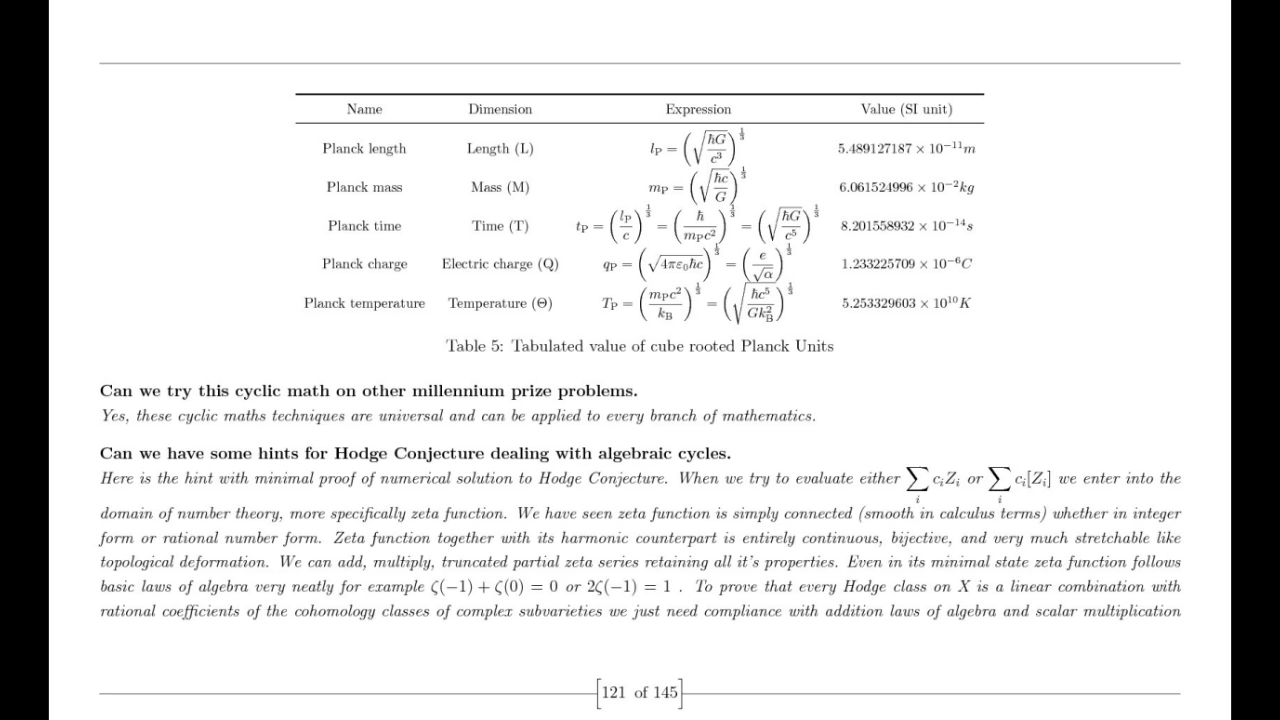 Name Dimension Expression Value (SI unit)
Planck length Length (L) l_P = (√(ħG/c³))^(1/3) 5.489127187 × 10⁻¹¹m
Planck mass Mass (M) m_P = (√(ħc/G))^(1/3) 6.061524996 × 10⁻²kg
Planck time Time (T) t_P = (l_P/c)^(1/3) = (ħ/(m_P c²))^(1/3) = (√(ħG/c⁵))^(1/3) 8.201558932 × 10⁻¹⁴s
Planck charge Electric charge (Q) q_P = (√(4πε₀ħc))^(1/3) = (e/√α)^(1/3) 1.233225709 × 10⁻⁶C
Planck temperature Temperature (Θ) T_P = (m_P c²/k_B)^(1/3) = (√(ħc⁵/(Gk_B²)))^(1/3) 5.253329603 × 10¹⁰K
Table 5: Tabulated value of cube rooted Planck Units
Can we try this cyclic math on other millennium prize problems.
Yes, these cyclic maths techniques are universal and can be applied to every branch of mathematics.
Can we have some hints for Hodge Conjecture dealing with algebraic cycles.
Here is the hint with minimal proof of numerical solution to Hodge Conjecture. When we try to evaluate either ∑_i c_i Z_i or ∑_i c_i[Z_i] we enter into the
domain of number theory, more specifically zeta function. We have seen zeta function is simply connected (smooth in calculus terms) whether in integer
form or rational number form. Zeta function together with its harmonic counterpart is entirely continuous, bijective, and very much stretchable like
topological deformation. We can add, multiply, truncated partial zeta series retaining all it's properties. Even in its minimal state zeta function follows
basic laws of algebra very neatly for example ζ(−1) + ζ(0) = 0 or 2ζ(−1) = 1 . To prove that every Hodge class on X is a linear combination with
rational coefficients of the cohomology classes of complex subvarieties we just need compliance with addition laws of algebra and scalar multiplication
121 of 145